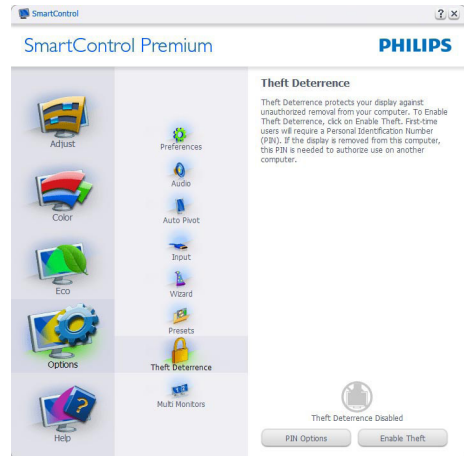 SmartControl
? x
SmartControl Premium
PHILIPS
Adjust
Color
Eco
Options
Help
Preferences
Audio
Auto Pivot
Input
Wizard
Presets
Theft Deterrence
Multi Monitors
Theft Deterrence
Theft Deterrence protects your display against
unauthorized removal from your computer. To Enable
Theft Deterrence, click on Enable Theft. First-time
users will require a Personal Identification Number
(PIN). If the display is removed from this computer,
this PIN is needed to authorize use on another
computer.
Theft Deterrence Disabled
PIN Options
Enable Theft